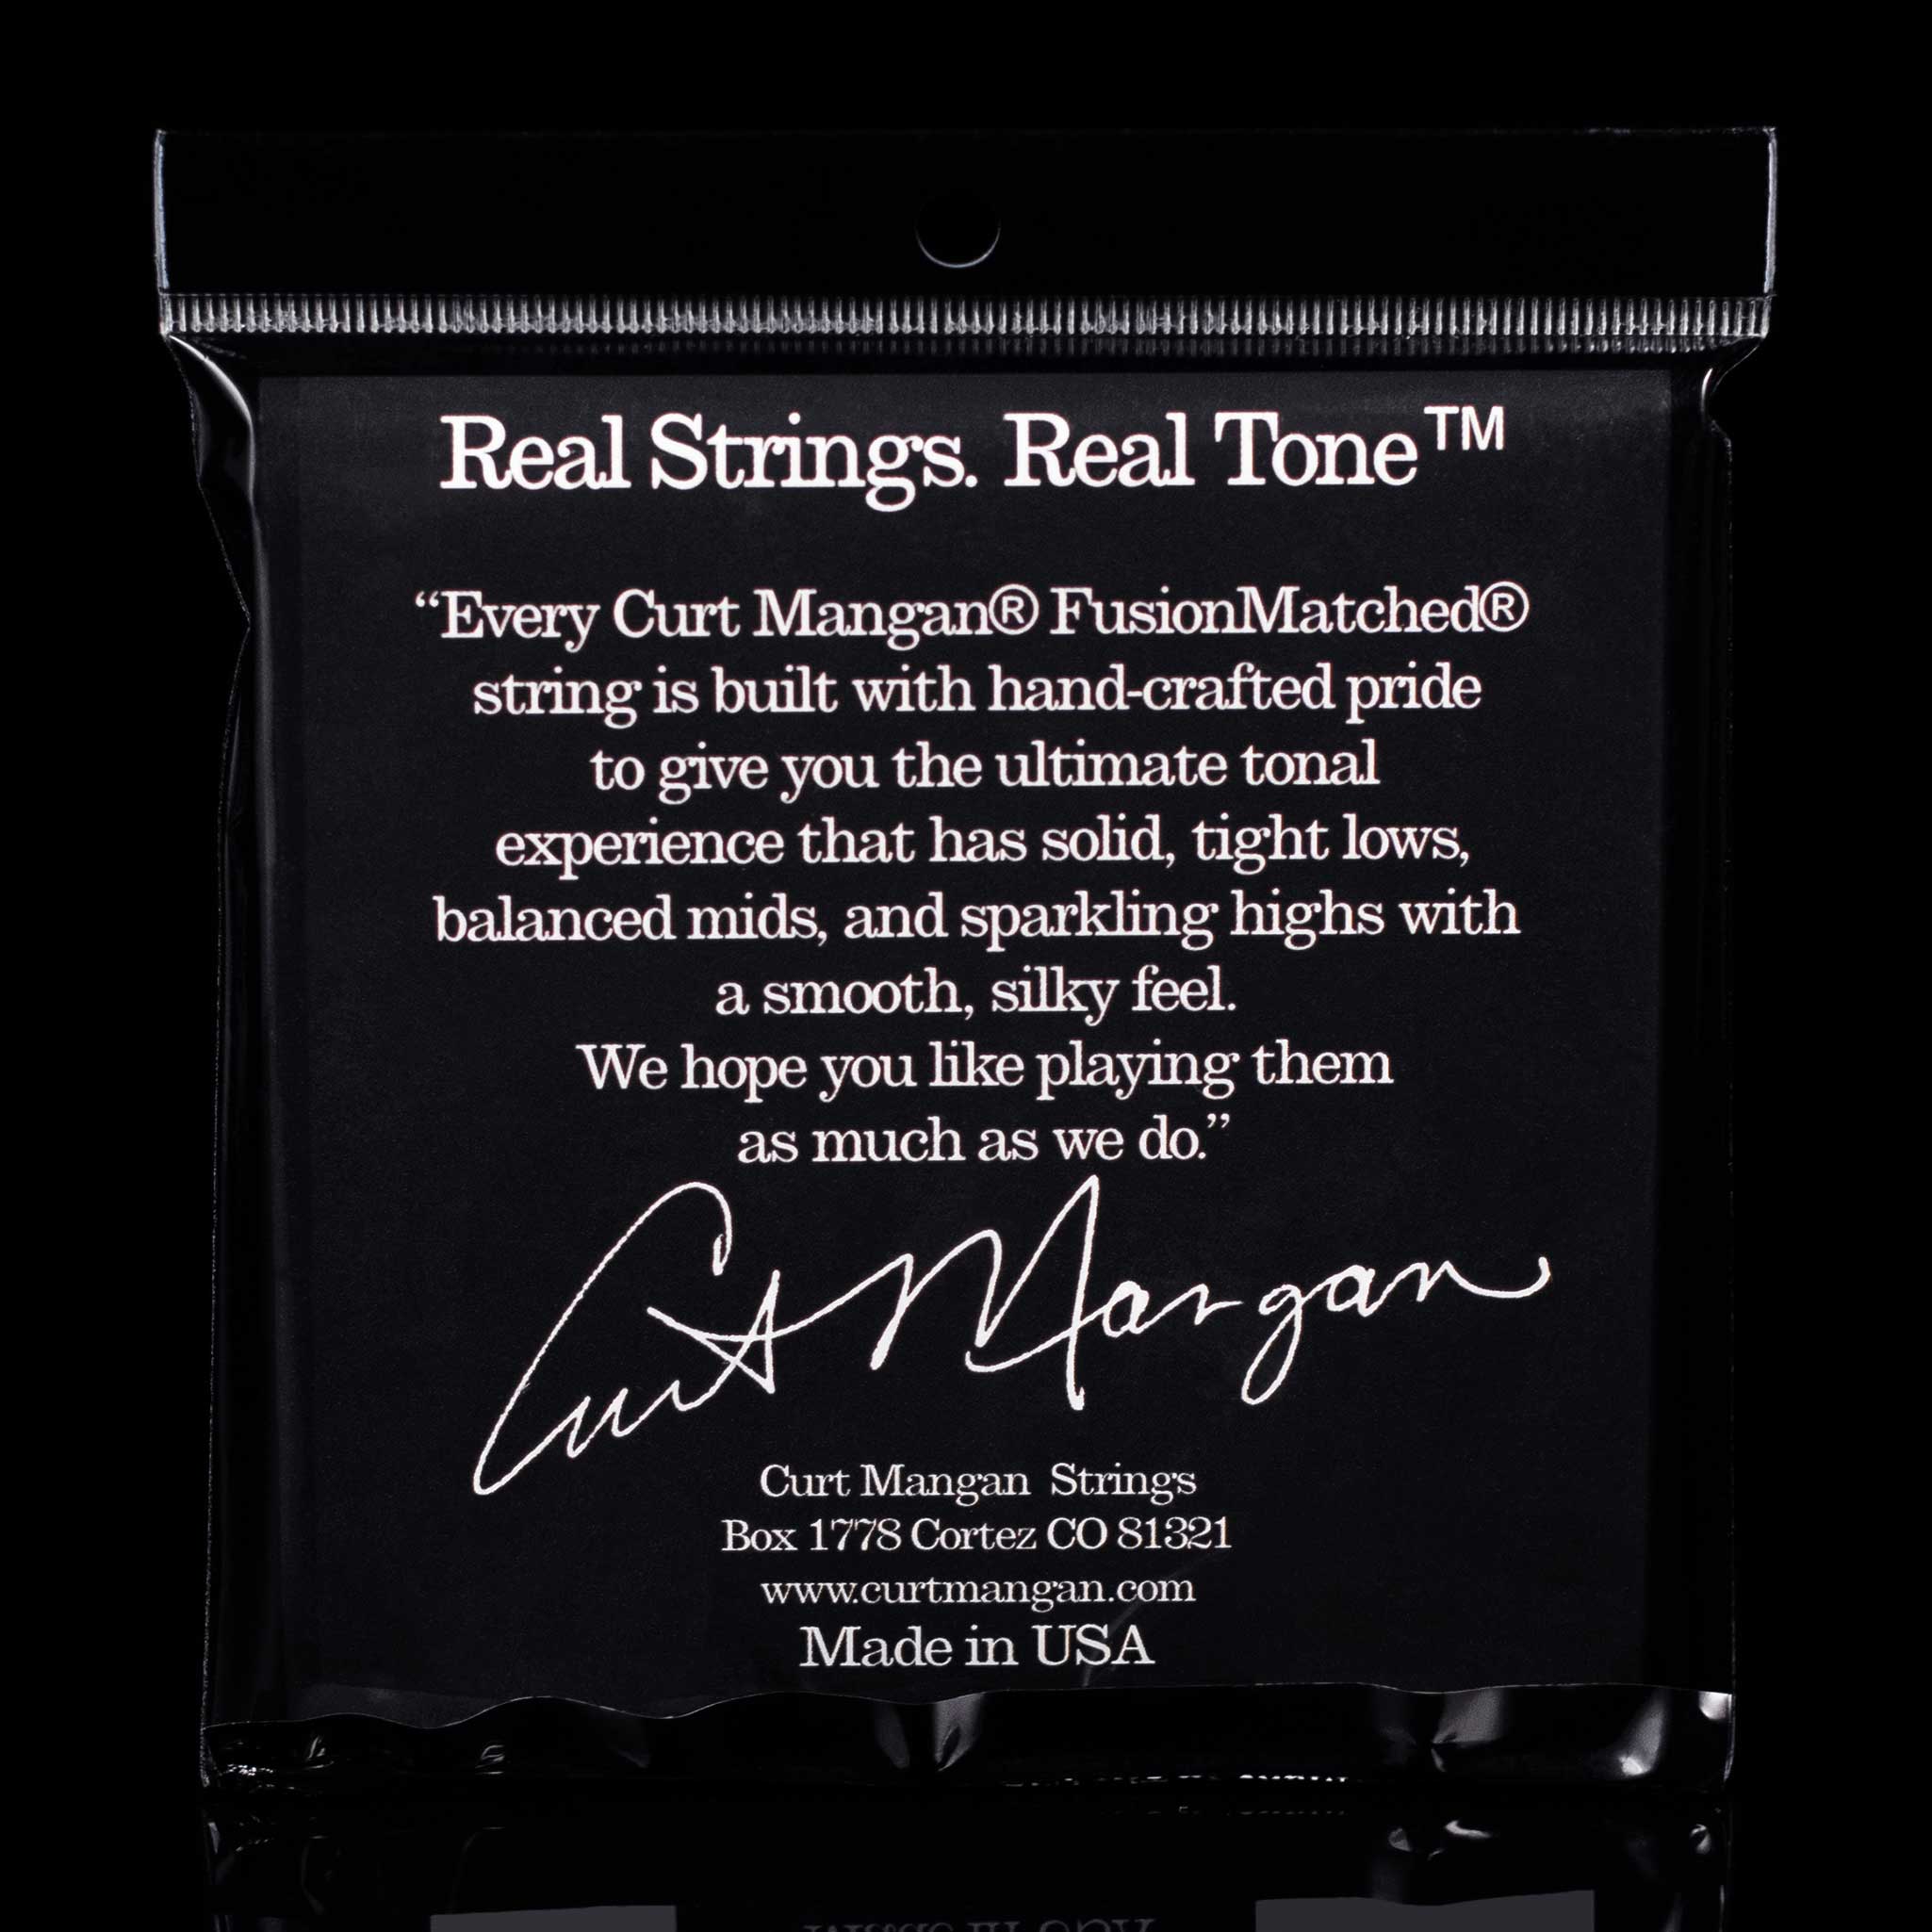 Real Strings. Real Tone™
“Every Curt Mangan® FusionMatched®
string is built with hand-crafted pride
to give you the ultimate tonal
experience that has solid, tight lows,
balanced mids, and sparkling highs with
a smooth, silky feel.
We hope you like playing them
as much as we do.”
Curt Mangan
Curt Mangan Strings
Box 1778 Cortez CO 81321
www.curtmangan.com
Made in USA